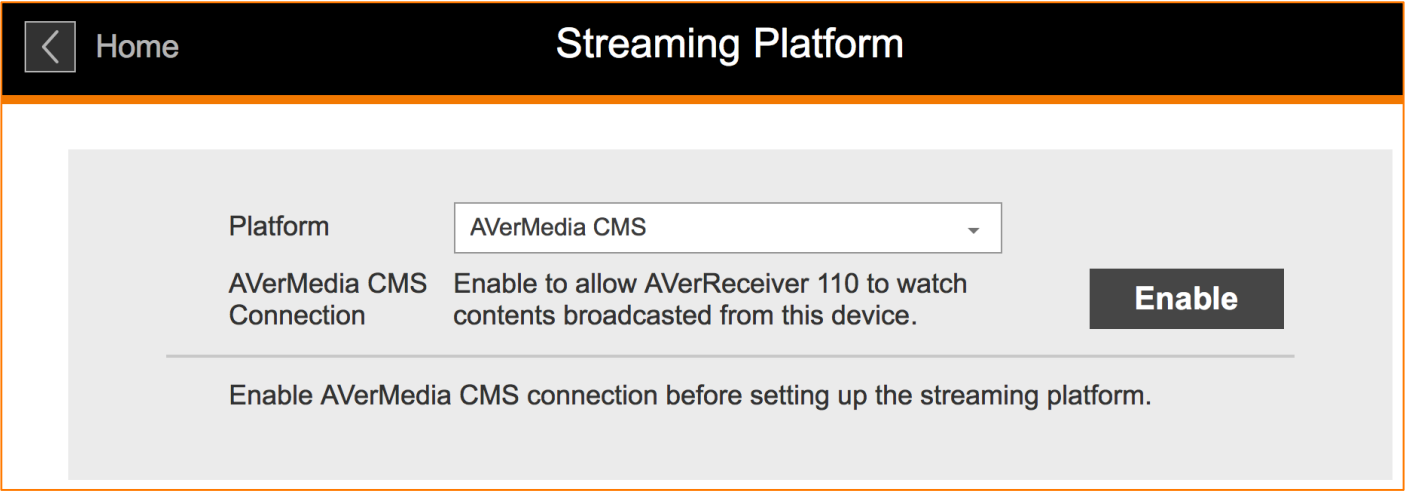 Home
Streaming Platform
Platform
AVerMedia CMS
AVerMedia CMS
Connection
Enable to allow AVerReceiver 110 to watch
contents broadcasted from this device.
Enable
Enable AVerMedia CMS connection before setting up the streaming platform.